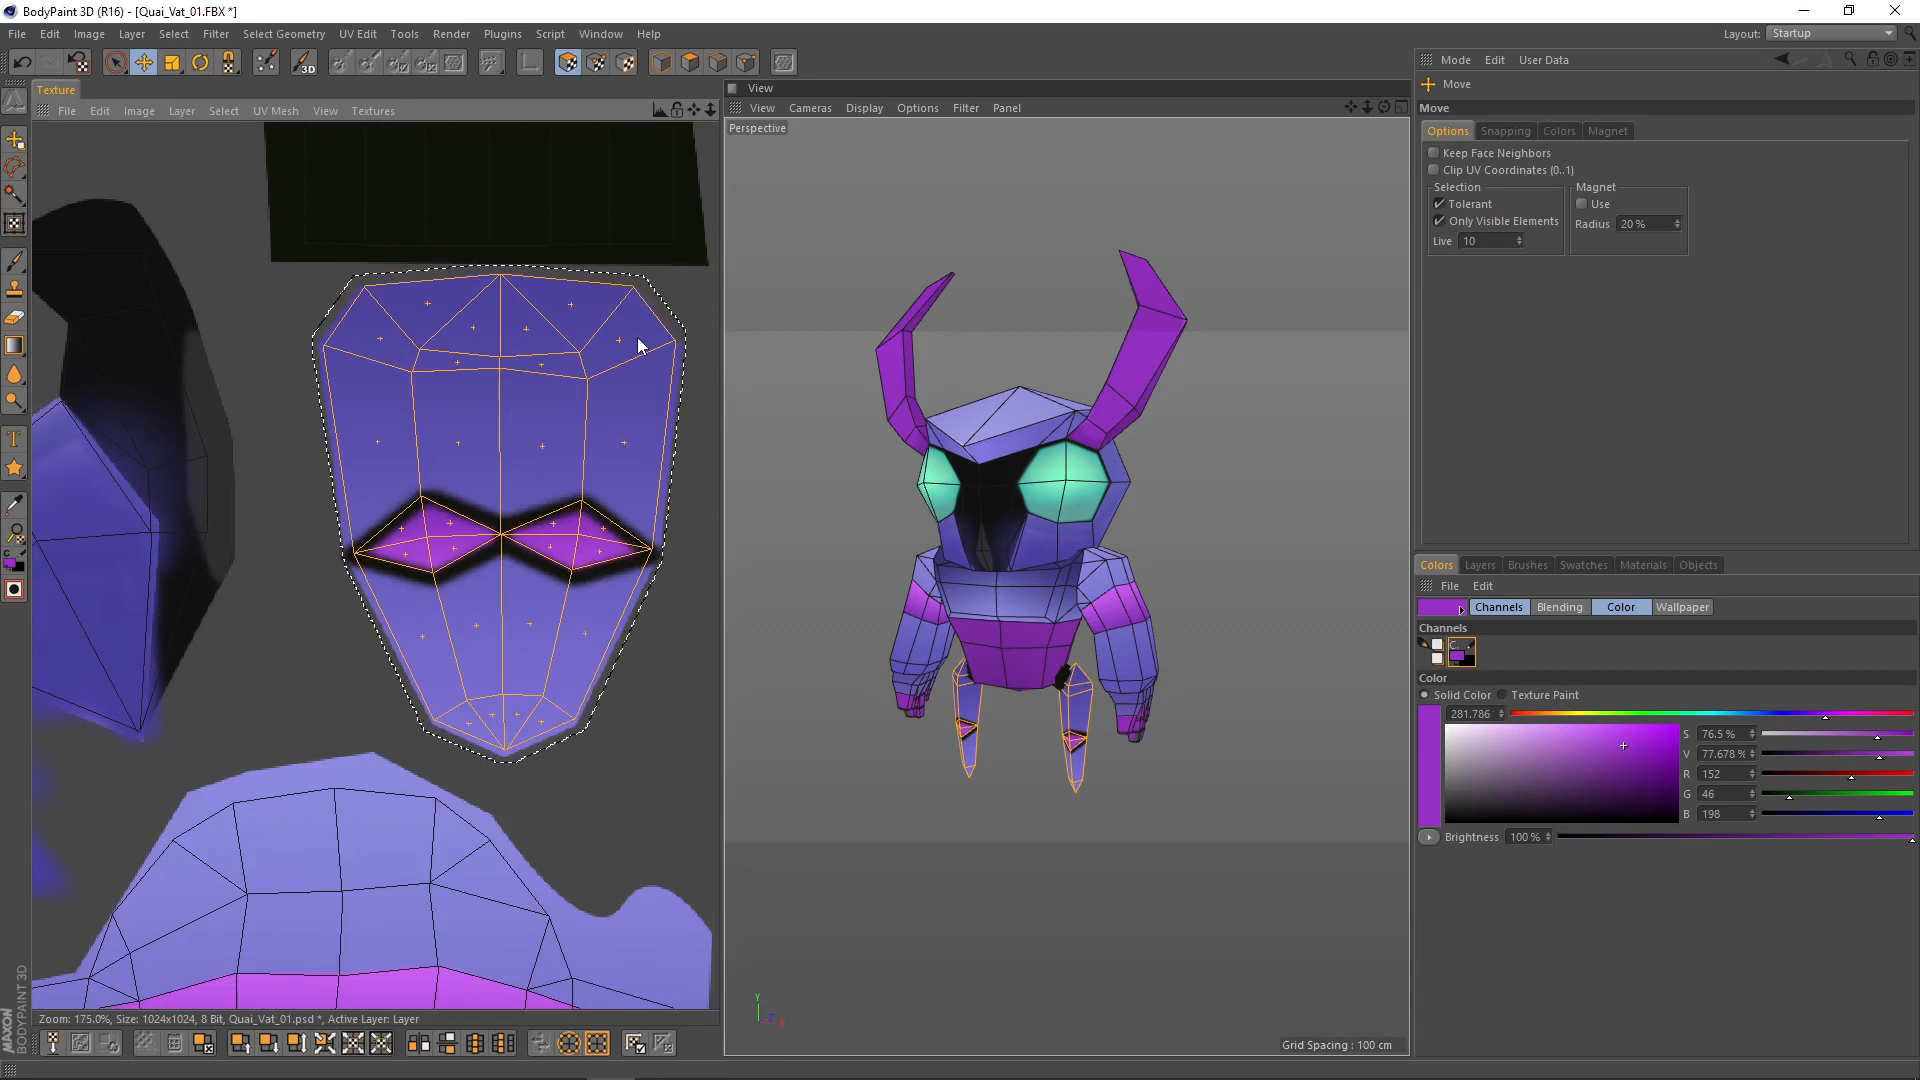 BodyPaint 3D (R16) - [Quai_Vat_01.FBX *]
File Edit Image Layer Select Filter Select Geometry UV Edit Tools Render Plugins Script Window Help
Layout: Startup
3D
Mode Edit User Data
Texture
View
File Edit Image Layer Select UV Mesh View Textures
View Cameras Display Options Filter Panel
Perspective
Move
Move
Options Snapping Colors Magnet
Keep Face Neighbors
Clip UV Coordinates (0..1)
Selection
Magnet
Tolerant
Use
Only Visible Elements
Radius 20 %
Live 10
Colors Layers Brushes Swatches Materials Objects
File Edit
Channels Blending Color Wallpaper
Channels
C.
Color
Solid Color Texture Paint
281.786 °
S 76.5 %
V 77.678 %
R 152
G 46
B 198
Brightness 100 %
T
C
Y
Z
X
MAXON
BODYPAINT 3D
Grid Spacing : 100 cm
Zoom: 175.0%, Size: 1024x1024, 8 Bit, Quai_Vat_01.psd *, Active Layer: Layer